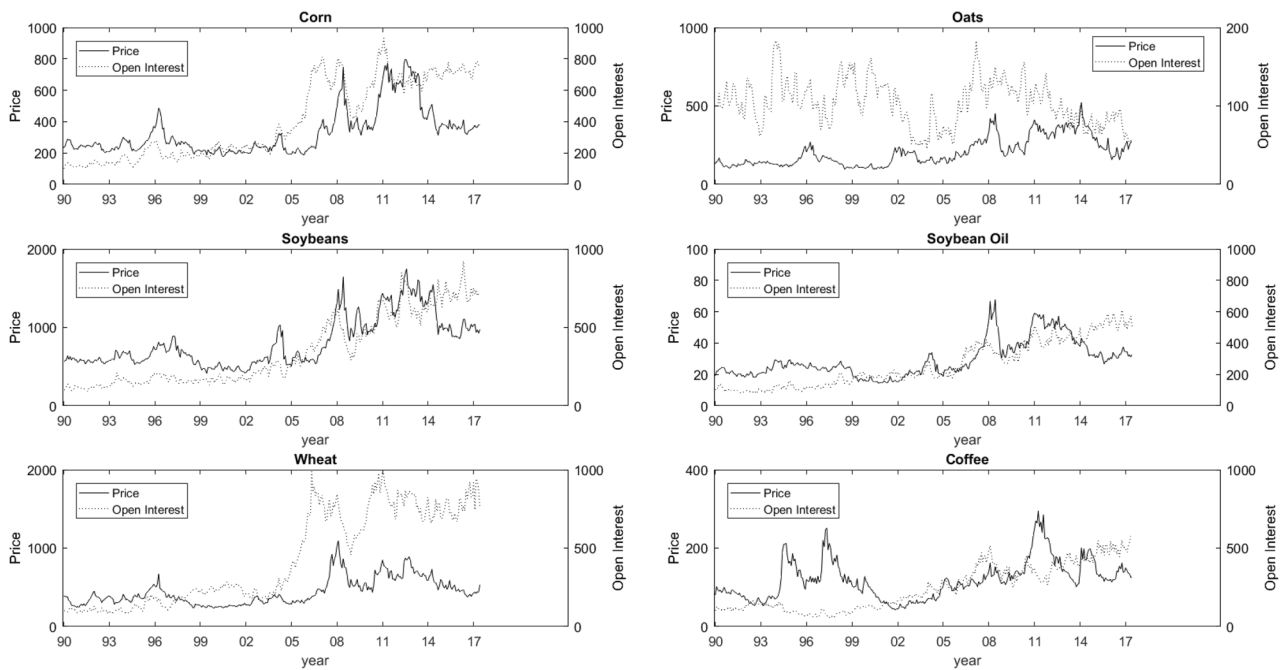 Corn
1000
800
600
400
200
0
Price
1000
800
600
400
200
0
Open Interest
Price
Open Interest
90 93 96 99 02 05 08 11 14 17
year
Oats
1000
500
0
Price
200
100
0
Open Interest
Price
Open Interest
90 93 96 99 02 05 08 11 14 17
year
Soybeans
2000
1000
0
Price
1000
500
0
Open Interest
Price
Open Interest
90 93 96 99 02 05 08 11 14 17
year
Soybean Oil
100
80
60
40
20
0
Price
1000
800
600
400
200
0
Open Interest
Price
Open Interest
90 93 96 99 02 05 08 11 14 17
year
Wheat
2000
1000
0
Price
1000
500
0
Open Interest
Price
Open Interest
90 93 96 99 02 05 08 11 14 17
year
Coffee
400
200
0
Price
1000
500
0
Open Interest
Price
Open Interest
90 93 96 99 02 05 08 11 14 17
year